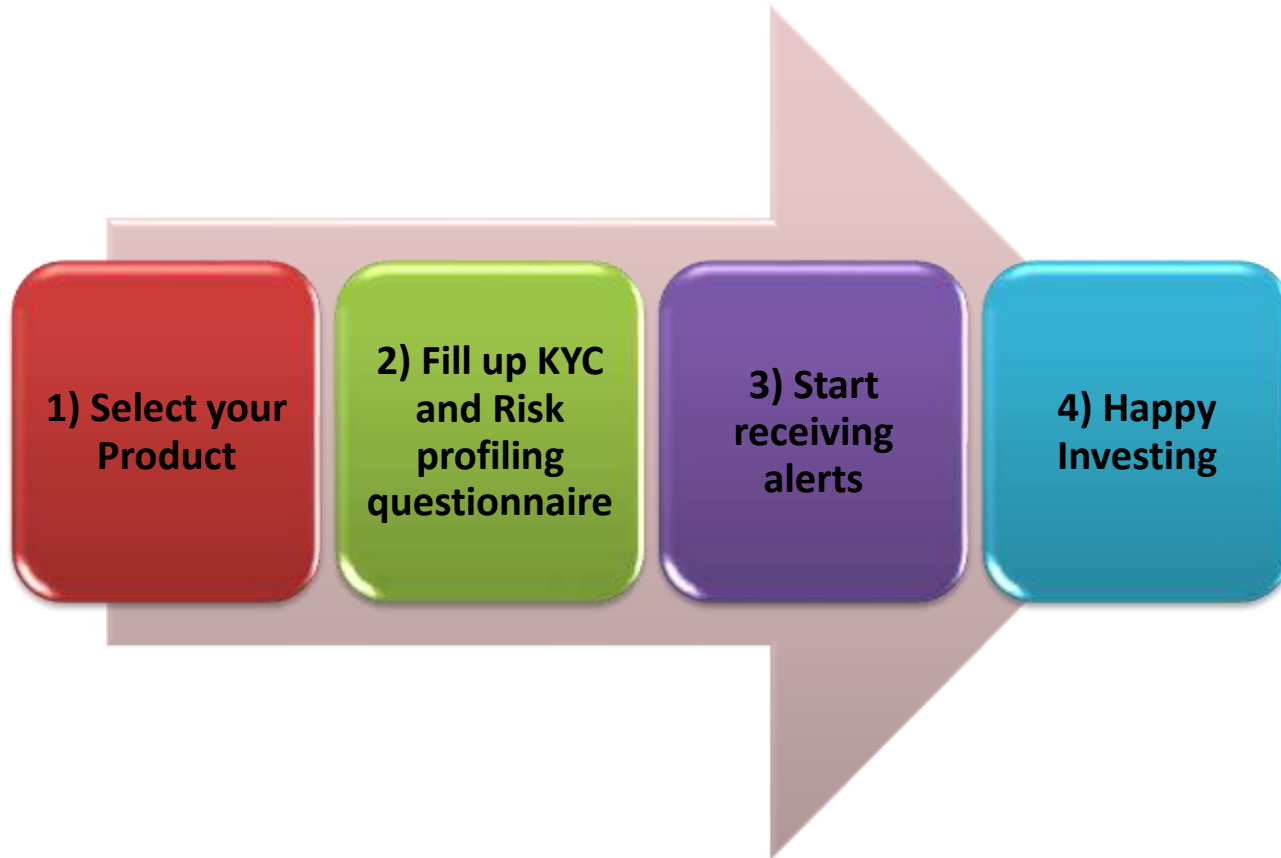 1) Select your
Product
2) Fill up KYC
and Risk
profiling
questionnaire
3) Start
receiving
alerts
4) Happy
Investing